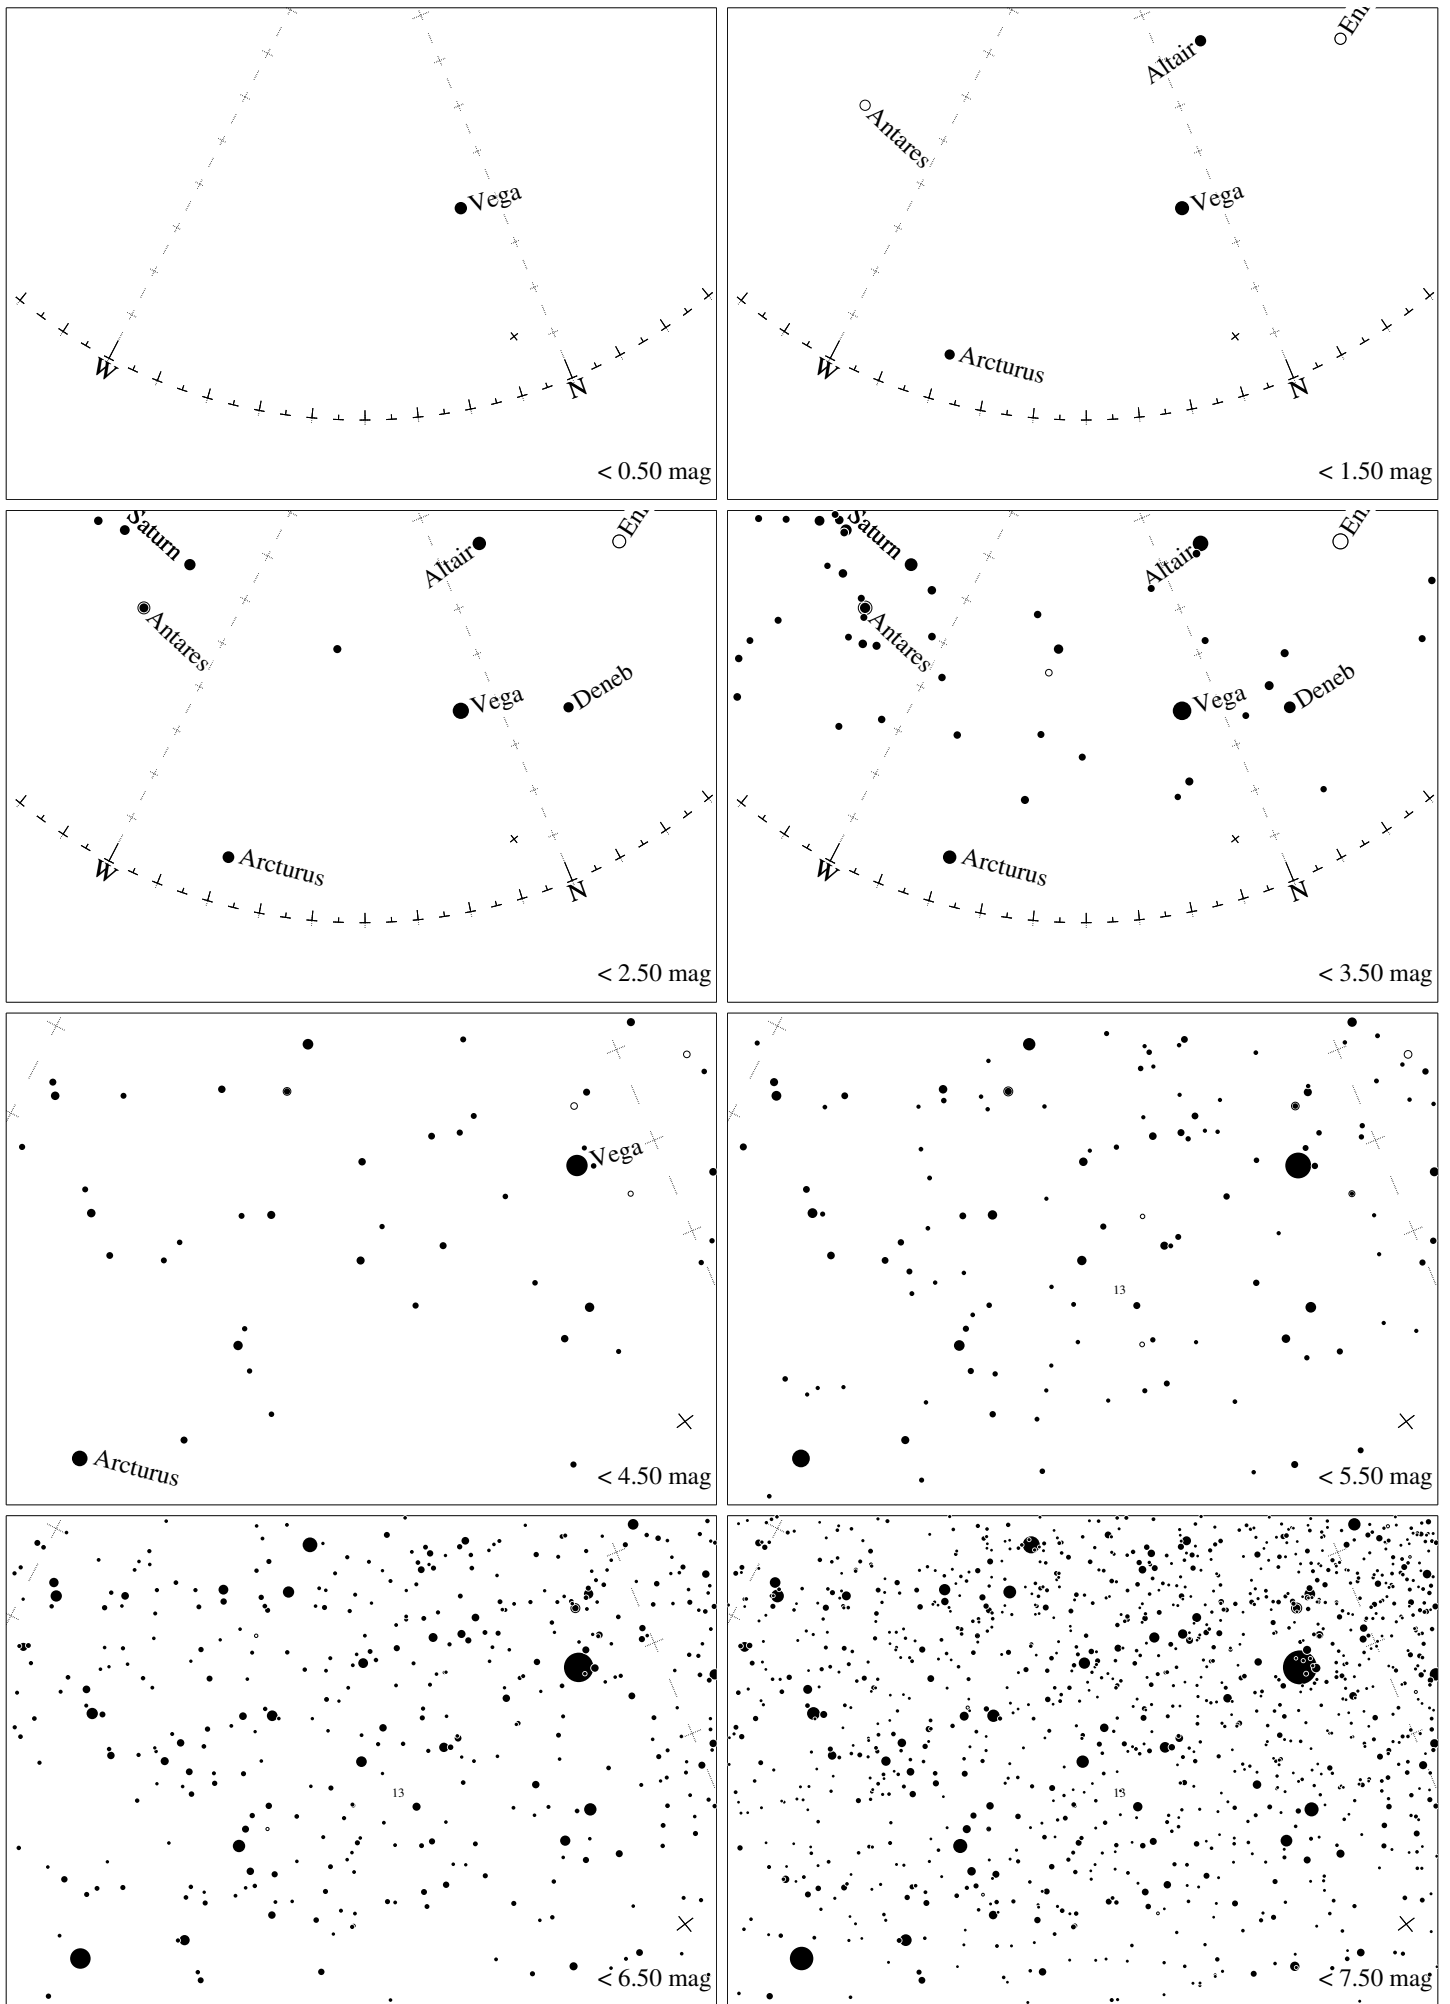 Vega
W
N
< 0.50 mag
Altair
Antares
Vega
Arcturus
W
N
< 1.50 mag
Saturn
Altair
Antares
Vega
Deneb
Arcturus
W
N
< 2.50 mag
Saturn
Altair
Antares
Vega
Deneb
Arcturus
W
N
< 3.50 mag
Vega
Arcturus
< 4.50 mag
13
< 5.50 mag
13
< 6.50 mag
13
< 7.50 mag